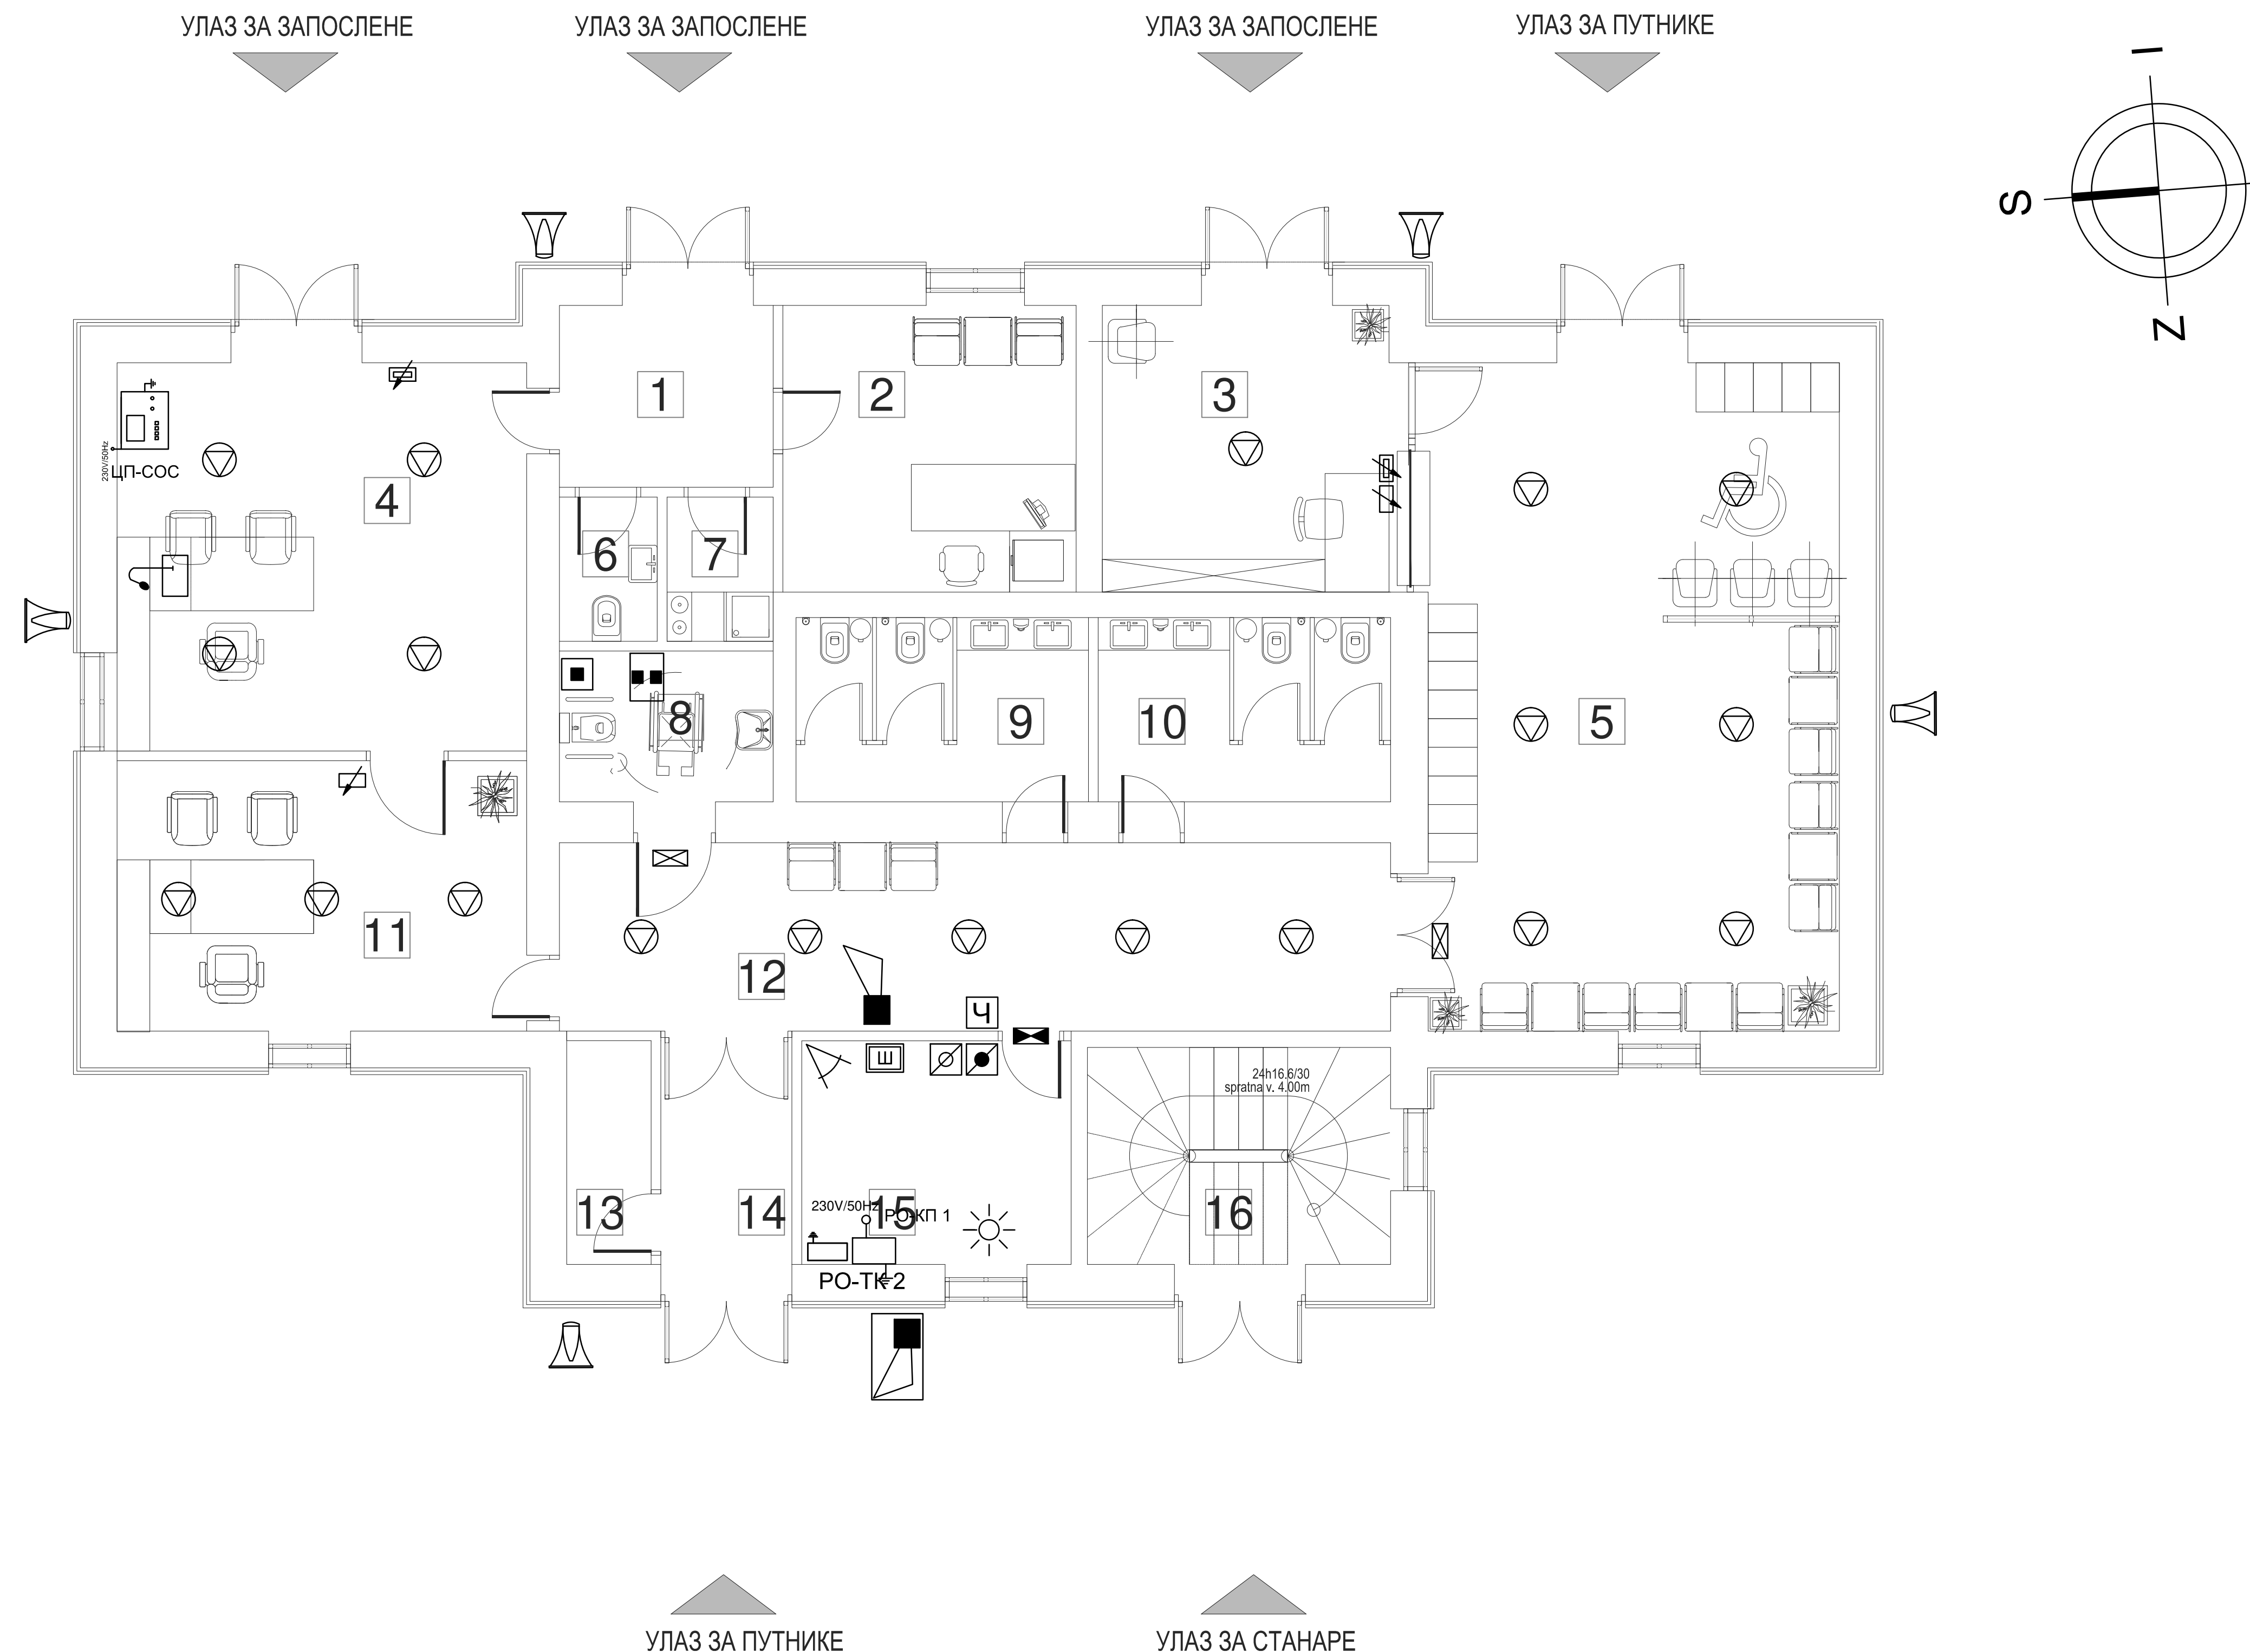 УЛАЗ ЗА ЗАПОСЛЕНЕ
УЛАЗ ЗА ЗАПОСЛЕНЕ
УЛАЗ ЗА ЗАПОСЛЕНЕ
УЛАЗ ЗА ПУТНИКЕ
I
S
Z
1
2
3
230V/50Hz
ЦП-СОС
4
6
7
8
9
10
5
11
12
Ч
Ш
24h16.6/30
spratna v. 4.00m
13
14
230V/50Hz
15
РО-КП 1
16
РО-ТК 2
УЛАЗ ЗА ПУТНИКЕ
УЛАЗ ЗА СТАНАРЕ